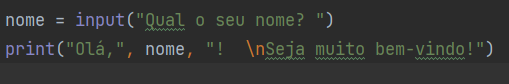 nome = input("Qual o seu nome? ")
print("Olá,", nome, "!  \nSeja muito bem-vindo!")